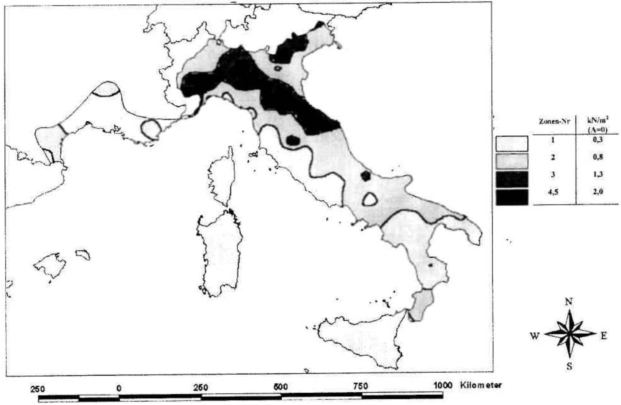 Zonen-Nr kN/m² (A=0)
1 0,3
2 0,8
3 1,3
4,5 2,0
N
W E
S
250 0 250 500 750 1000 Kilometer